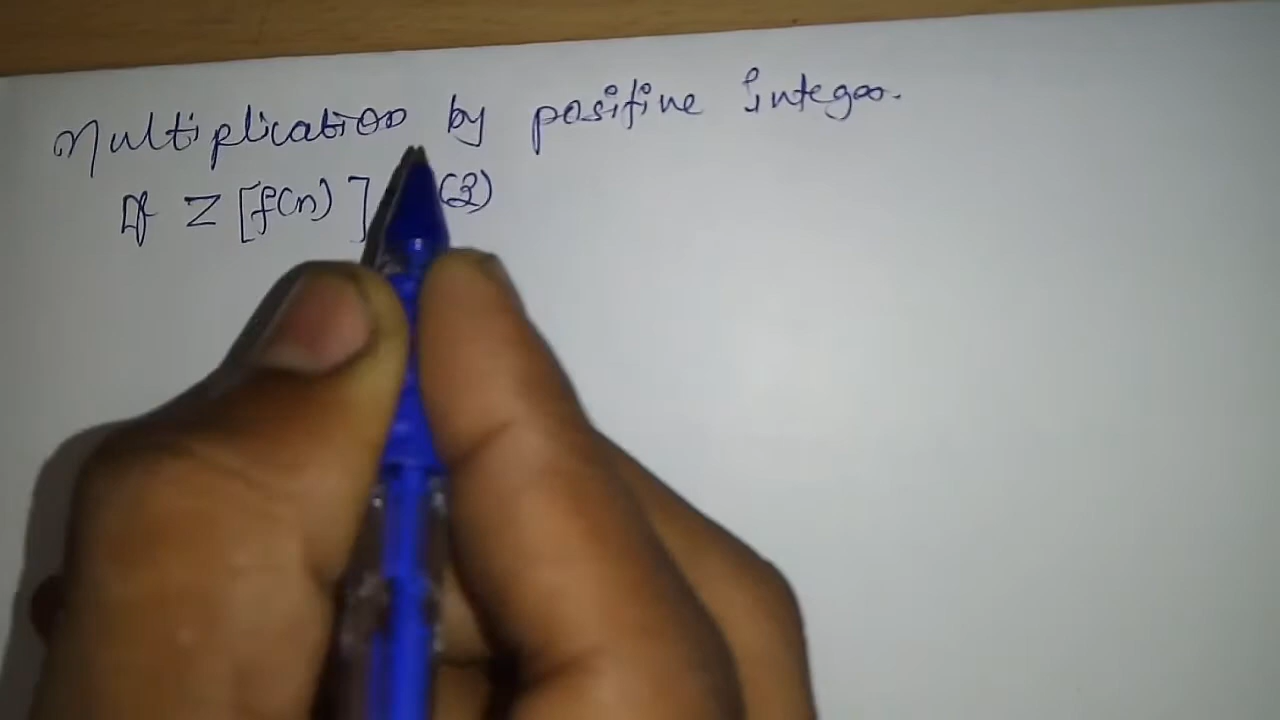 Multiplication by positive integer.
If Z [f(n)] (z)